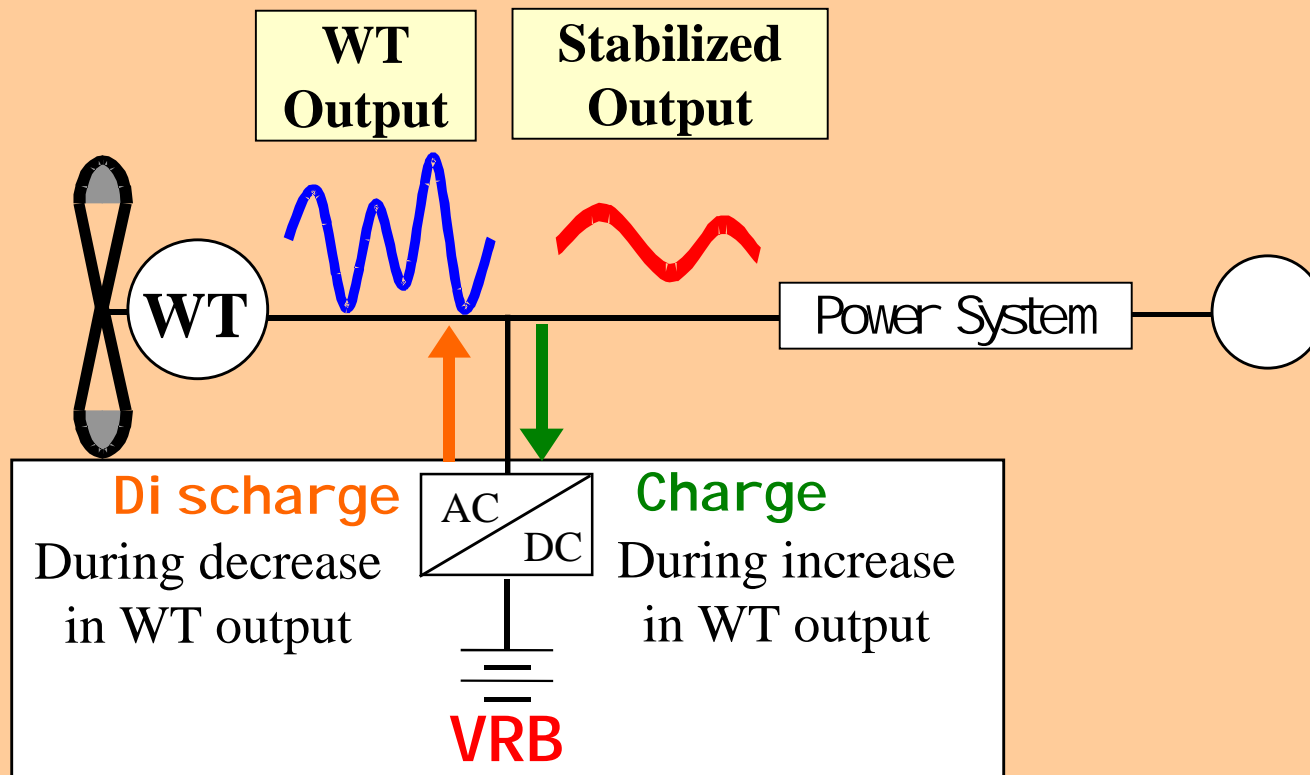 WT
Output
Stabilized
Output
WT
Power System
Discharge
During decrease
in WT output
AC
DC
Charge
During increase
in WT output
VRB